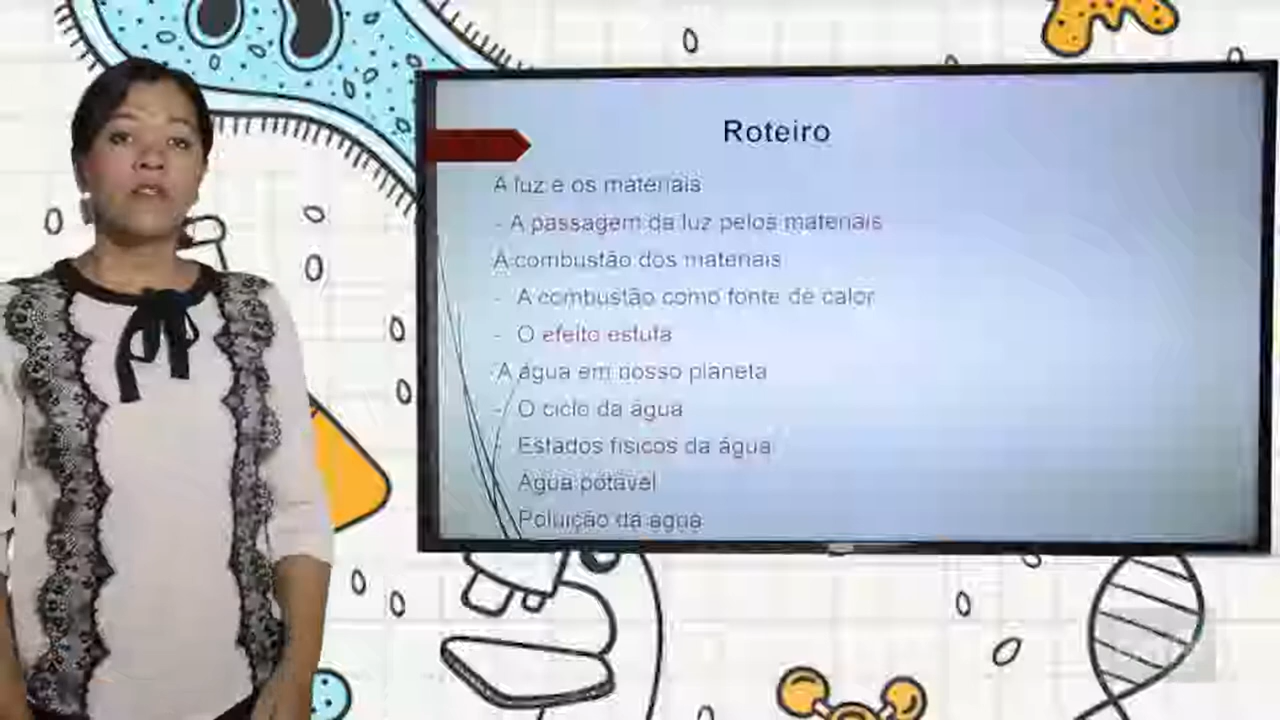 Roteiro
A luz e os materiais
- A passagem da luz pelos materiais
A combustão dos materiais
- A combustão como fonte de calor
- O efeito estufa
A água em nosso planeta
- O ciclo da água
Estados físicos da água
Água potável
Poluição da água